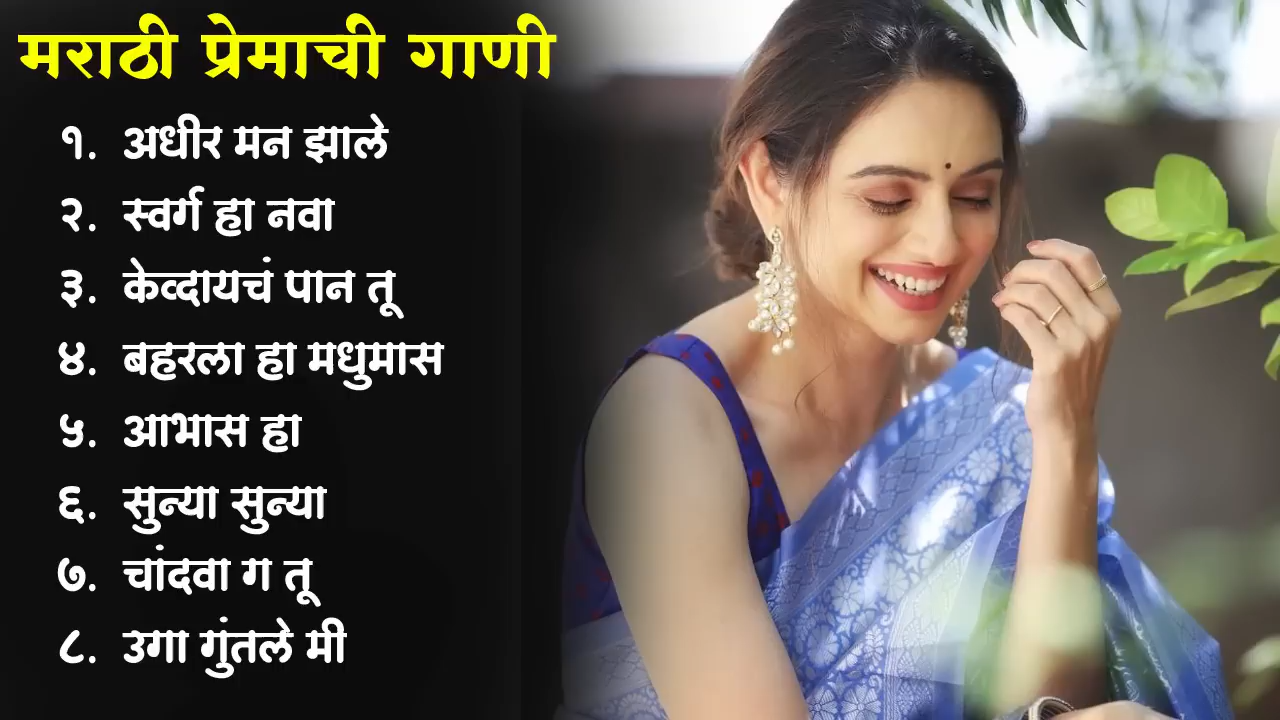 मराठी प्रेमाची गाणी
१. अधीर मन झाले
२. स्वर्ग हा नवा
३. केव्दायचं पान तू
४. बहरला हा मधुमास
५. आभास हा
६. सुन्या सुन्या
७. चांदवा ग तू
८. उगा गुंतले मी